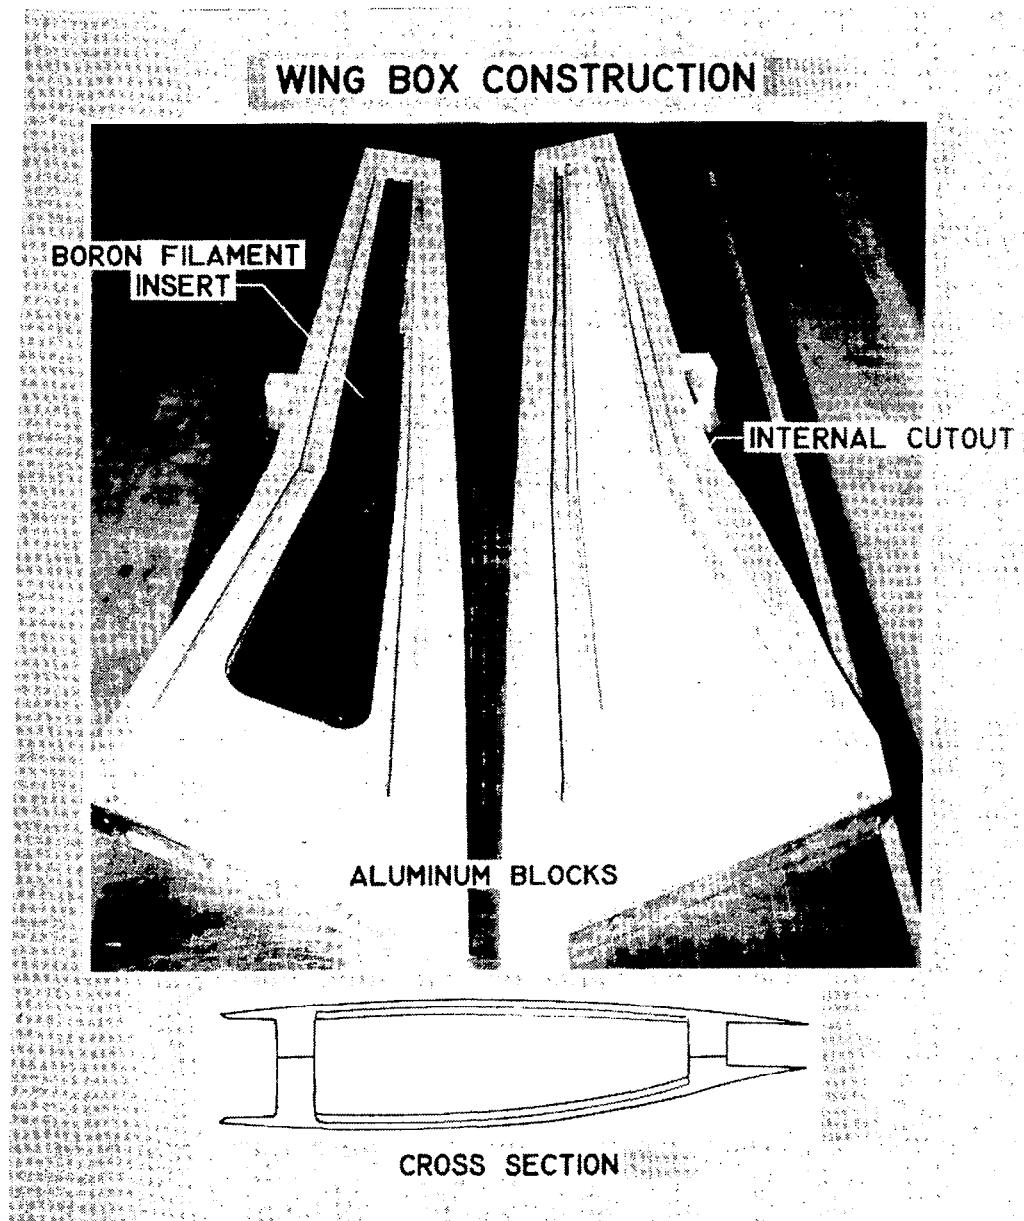 WING BOX CONSTRUCTION
BORON FILAMENT
INSERT
INTERNAL CUTOUT
ALUMINUM BLOCKS
CROSS SECTION